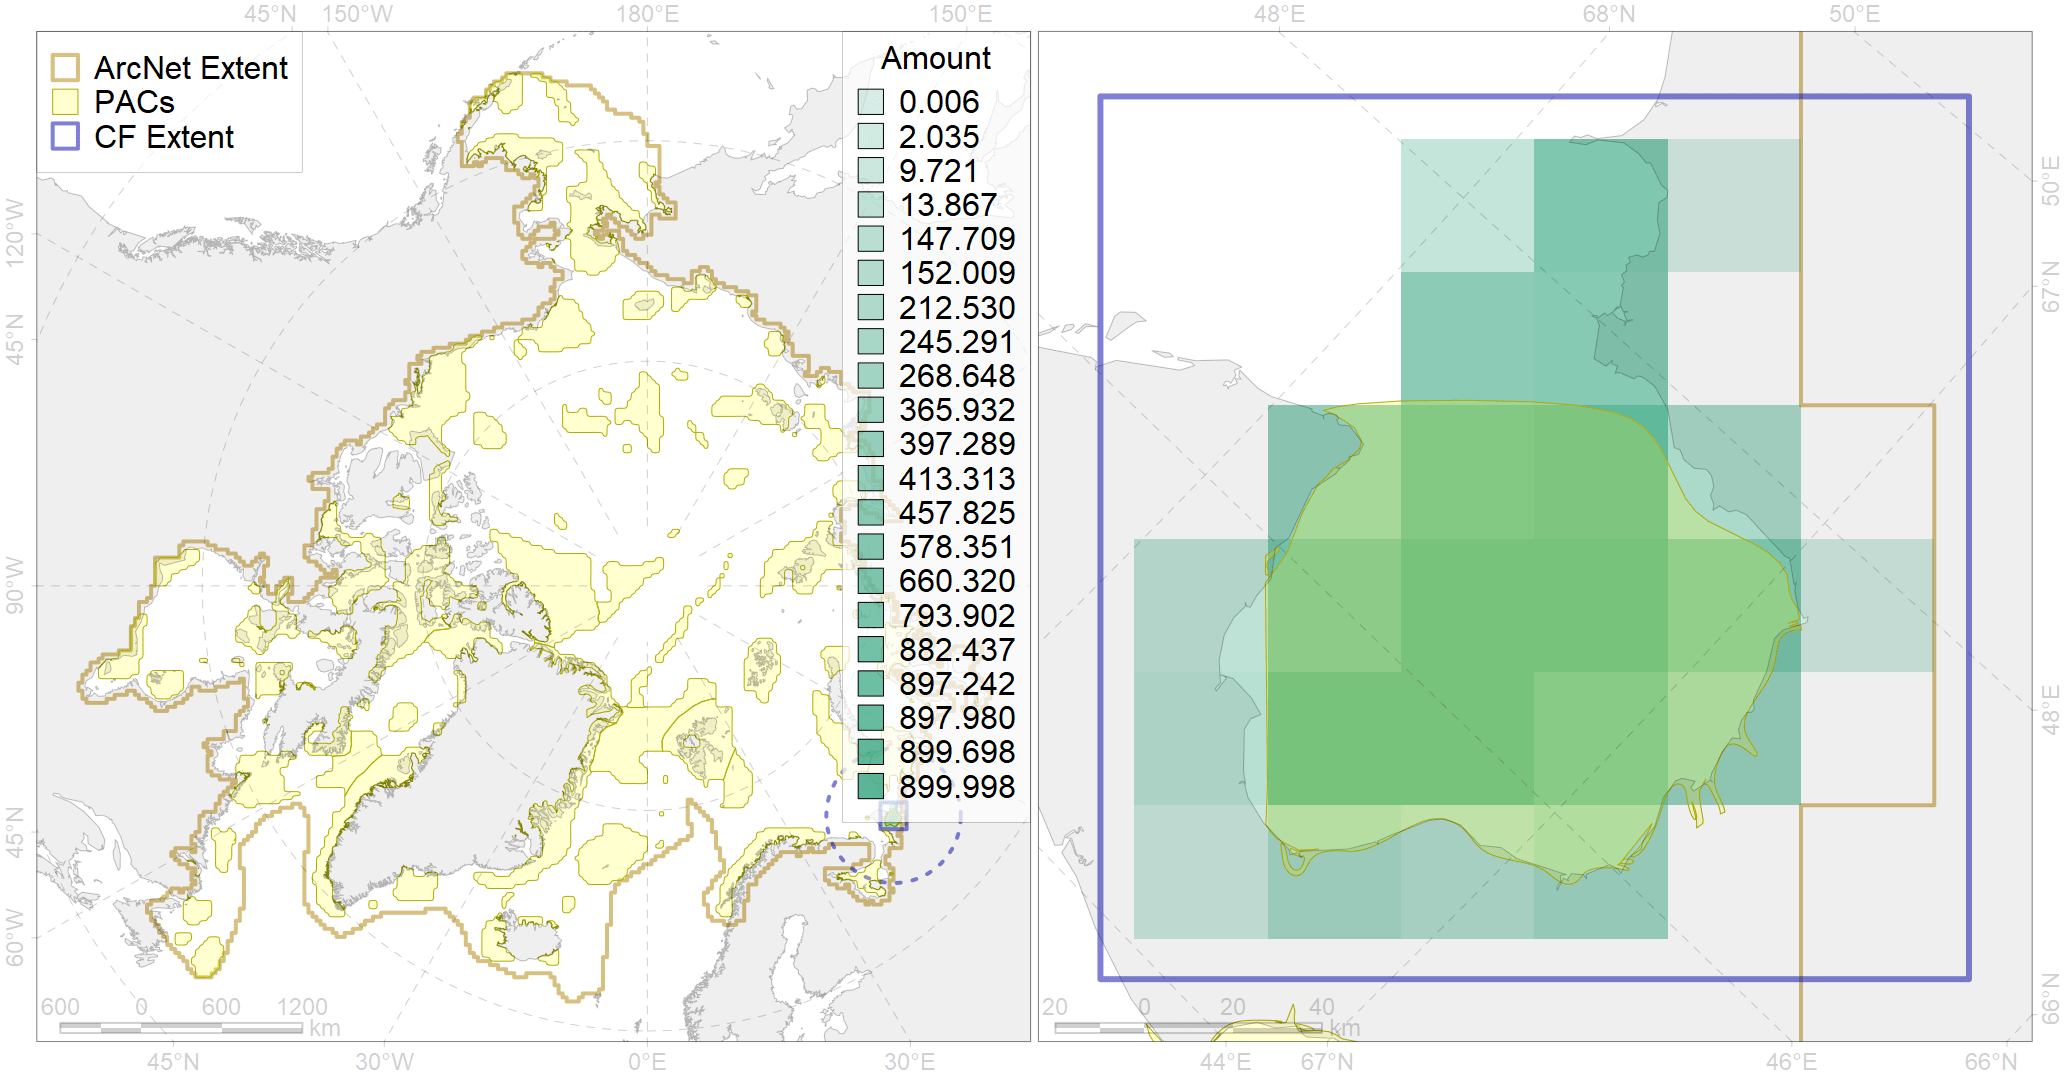 45°N 150°W 180°E 150°E 48°E 68°N 50°E
ArcNet Extent
PACs
CF Extent
Amount
0.006
2.035
9.721
13.867
147.709
152.009
212.530
245.291
268.648
365.932
397.289
413.313
457.825
578.351
660.320
793.902
882.437
897.242
897.980
899.698
899.998
120°W
45°N
90°W
45°N
60°W
50°E
67°N
48°E
66°N
600 0 600 1200
km
20 0 20 40
km
45°N 30°W 0°E 30°E 44°E 67°N 46°E 66°N